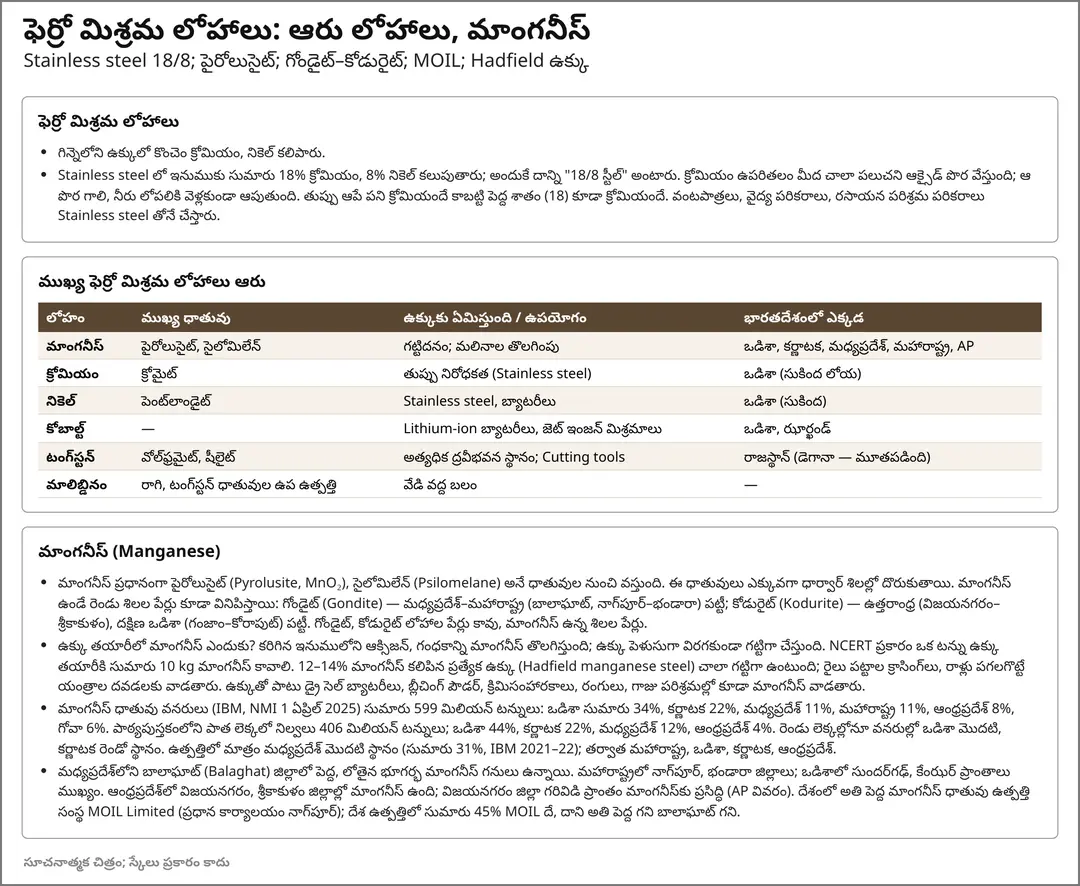 ఫెర్రో మిశ్రమ లోహాలు: ఆరు లోహాలు, మాంగనీస్
Stainless steel 18/8; పైరోలుసైట్; గోండైట్–కోడురైట్; MOIL; Hadfield ఉక్కు
ఫెర్రో మిశ్రమ లోహాలు
• గిన్నెలోని ఉక్కులో కొంచెం క్రోమియం, నికెల్ కలిపారు.
• Stainless steel లో ఇనుముకు సుమారు 18% క్రోమియం, 8% నికెల్ కలుపుతారు; అందుకే దాన్ని "18/8 స్టీల్" అంటారు. క్రోమియం ఉపరితలం మీద చాలా పలుచని ఆక్సైడ్ పొర వేస్తుంది; ఆ
పొర గాలి, నీరు లోపలికి వెళ్లకుండా ఆపుతుంది. తుప్పు ఆపే పని క్రోమియందే కాబట్టి పెద్ద శాతం (18) కూడా క్రోమియందే. వంటపాత్రలు, వైద్య పరికరాలు, రసాయన పరిశ్రమ పరికరాలు
Stainless steel తోనే చేస్తారు.
ముఖ్య ఫెర్రో మిశ్రమ లోహాలు ఆరు
లోహం ముఖ్య ధాతువు ఉక్కుకు ఏమిస్తుంది / ఉపయోగం భారతదేశంలో ఎక్కడ
మాంగనీస్ పైరోలుసైట్, సైలోమిలేన్ గట్టిదనం; మలినాల తొలగింపు ఒడిశా, కర్ణాటక, మధ్యప్రదేశ్, మహారాష్ట్ర, AP
క్రోమియం క్రోమైట్ తుప్పు నిరోధకత (Stainless steel) ఒడిశా (సుకింద లోయ)
నికెల్ పెంట్‌లాండైట్ Stainless steel, బ్యాటరీలు ఒడిశా (సుకింద)
కోబాల్ట్ — Lithium-ion బ్యాటరీలు, జెట్ ఇంజన్ మిశ్రమాలు ఒడిశా, ఝార్ఖండ్
టంగ్‌స్టన్ వోల్‌ఫ్రమైట్, షీలైట్ అత్యధిక ద్రవీభవన స్థానం; Cutting tools రాజస్థాన్ (డెగానా — మూతపడింది)
మాలిబ్డినం రాగి, టంగ్‌స్టన్ ధాతువుల ఉప ఉత్పత్తి వేడి వద్ద బలం —
మాంగనీస్ (Manganese)
• మాంగనీస్ ప్రధానంగా పైరోలుసైట్ (Pyrolusite, MnO₂), సైలోమిలేన్ (Psilomelane) అనే ధాతువుల నుంచి వస్తుంది. ఈ ధాతువులు ఎక్కువగా ధార్వార్ శిలల్లో దొరుకుతాయి. మాంగనీస్
ఉండే రెండు శిలల పేర్లు కూడా వినిపిస్తాయి: గోండైట్ (Gondite) — మధ్యప్రదేశ్–మహారాష్ట్ర (బాలాఘాట్, నాగ్‌పూర్–భండారా) పట్టీ; కోడురైట్ (Kodurite) — ఉత్తరాంధ్ర (విజయనగరం–
శ్రీకాకుళం), దక్షిణ ఒడిశా (గంజాం–కోరాపుట్) పట్టీ. గోండైట్, కోడురైట్ లోహాల పేర్లు కావు, మాంగనీస్ ఉన్న శిలల పేర్లు.
• ఉక్కు తయారీలో మాంగనీస్ ఎందుకు? కరిగిన ఇనుములోని ఆక్సిజన్, గంధకాన్ని మాంగనీస్ తొలగిస్తుంది; ఉక్కు పెళుసుగా విరగకుండా గట్టిగా చేస్తుంది. NCERT ప్రకారం ఒక టన్ను ఉక్కు
తయారీకి సుమారు 10 kg మాంగనీస్ కావాలి. 12–14% మాంగనీస్ కలిపిన ప్రత్యేక ఉక్కు (Hadfield manganese steel) చాలా గట్టిగా ఉంటుంది; రైలు పట్టాల క్రాసింగ్‌లు, రాళ్లు పగలగొట్టే
యంత్రాల దవడలకు వాడతారు. ఉక్కుతో పాటు డ్రై సెల్ బ్యాటరీలు, బ్లీచింగ్ పౌడర్, క్రిమిసంహారకాలు, రంగులు, గాజు పరిశ్రమల్లో కూడా మాంగనీస్ వాడతారు.
• మాంగనీస్ ధాతువు వనరులు (IBM, NMI 1 ఏప్రిల్ 2025) సుమారు 599 మిలియన్ టన్నులు: ఒడిశా సుమారు 34%, కర్ణాటక 22%, మధ్యప్రదేశ్ 11%, మహారాష్ట్ర 11%, ఆంధ్రప్రదేశ్ 8%,
గోవా 6%. పాఠ్యపుస్తకంలోని పాత లెక్కలో నిల్వలు 406 మిలియన్ టన్నులు; ఒడిశా 44%, కర్ణాటక 22%, మధ్యప్రదేశ్ 12%, ఆంధ్రప్రదేశ్ 4%. రెండు లెక్కల్లోనూ వనరుల్లో ఒడిశా మొదటి,
కర్ణాటక రెండో స్థానం. ఉత్పత్తిలో మాత్రం మధ్యప్రదేశ్ మొదటి స్థానం (సుమారు 31%, IBM 2021–22); తర్వాత మహారాష్ట్ర, ఒడిశా, కర్ణాటక, ఆంధ్రప్రదేశ్.
• మధ్యప్రదేశ్‌లోని బాలాఘాట్ (Balaghat) జిల్లాలో పెద్ద, లోతైన భూగర్భ మాంగనీస్ గనులు ఉన్నాయి. మహారాష్ట్రలో నాగ్‌పూర్, భండారా జిల్లాలు; ఒడిశాలో సుందర్‌గఢ్, కేంఝర్ ప్రాంతాలు
ముఖ్యం. ఆంధ్రప్రదేశ్‌లో విజయనగరం, శ్రీకాకుళం జిల్లాల్లో మాంగనీస్ ఉంది; విజయనగరం జిల్లా గరివిడి ప్రాంతం మాంగనీస్‌కు ప్రసిద్ధి (AP వివరం). దేశంలో అతి పెద్ద మాంగనీస్ ధాతువు ఉత్పత్తి
సంస్థ MOIL Limited (ప్రధాన కార్యాలయం నాగ్‌పూర్); దేశ ఉత్పత్తిలో సుమారు 45% MOIL దే, దాని అతి పెద్ద గని బాలాఘాట్ గని.
సూచనాత్మక చిత్రం; స్కేలు ప్రకారం కాదు